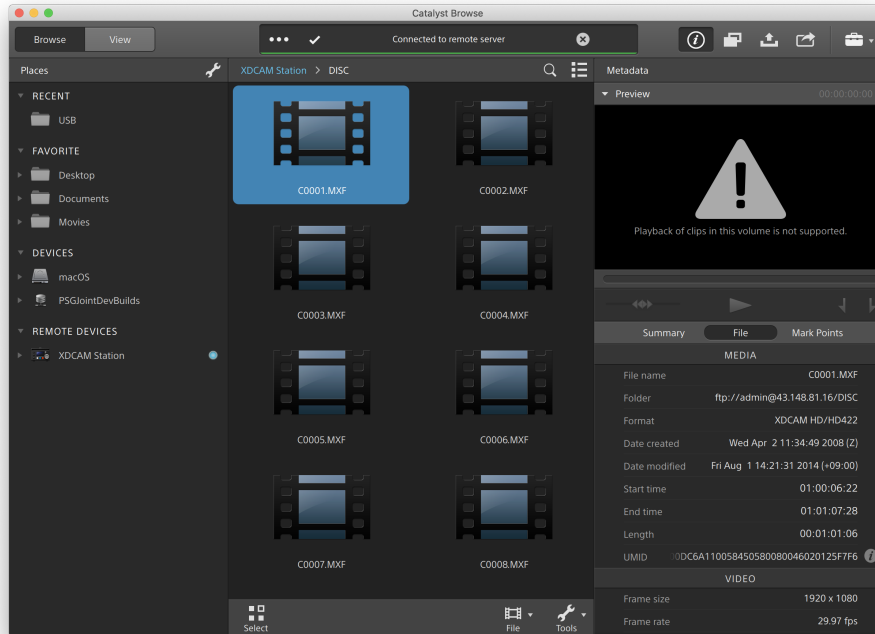 Catalyst Browse
Browse
View
Connected to remote server
Places
RECENT
USB
FAVORITE
Desktop
Documents
Movies
DEVICES
macOS
PSGJointDevBuilds
REMOTE DEVICES
XDCAM Station
XDCAM Station > DISC
C0001.MXF
C0002.MXF
C0003.MXF
C0004.MXF
C0005.MXF
C0006.MXF
C0007.MXF
C0008.MXF
Select
File
Tools
Metadata
Preview 00:00:00:00
Playback of clips in this volume is not supported.
Summary File Mark Points
MEDIA
File name C0001.MXF
Folder ftp://admin@43.148.81.16/DISC
Format XDCAM HD/HD422
Date created Wed Apr 2 11:34:49 2008 (Z)
Date modified Fri Aug 1 14:21:31 2014 (+09:00)
Start time 01:00:06:22
End time 01:01:07:28
Length 00:01:01:06
UMID 00DC6A110058450580080046020125F7F6
VIDEO
Frame size 1920 x 1080
Frame rate 29.97 fps